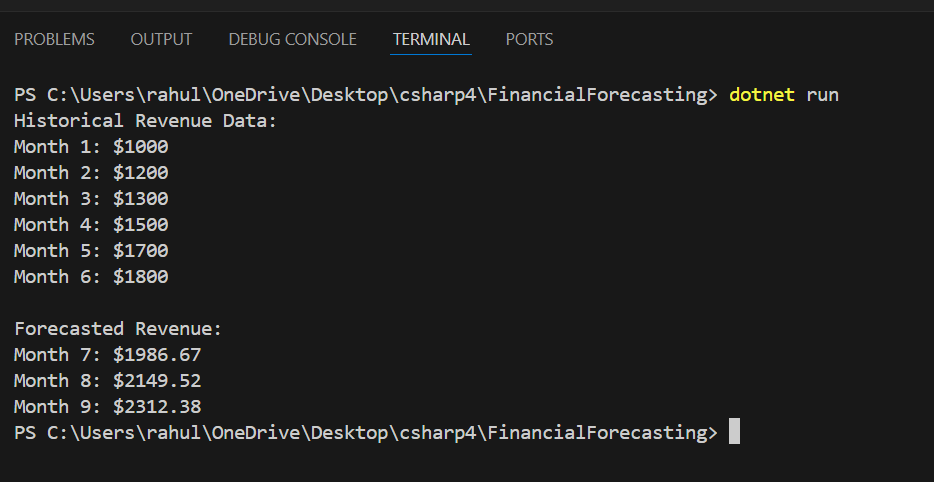 PROBLEMS OUTPUT DEBUG CONSOLE TERMINAL PORTS
PS C:\Users\rahul\OneDrive\Desktop\csharp4\FinancialForecasting> dotnet run
Historical Revenue Data:
Month 1: $1000
Month 2: $1200
Month 3: $1300
Month 4: $1500
Month 5: $1700
Month 6: $1800

Forecasted Revenue:
Month 7: $1986.67
Month 8: $2149.52
Month 9: $2312.38
PS C:\Users\rahul\OneDrive\Desktop\csharp4\FinancialForecasting>